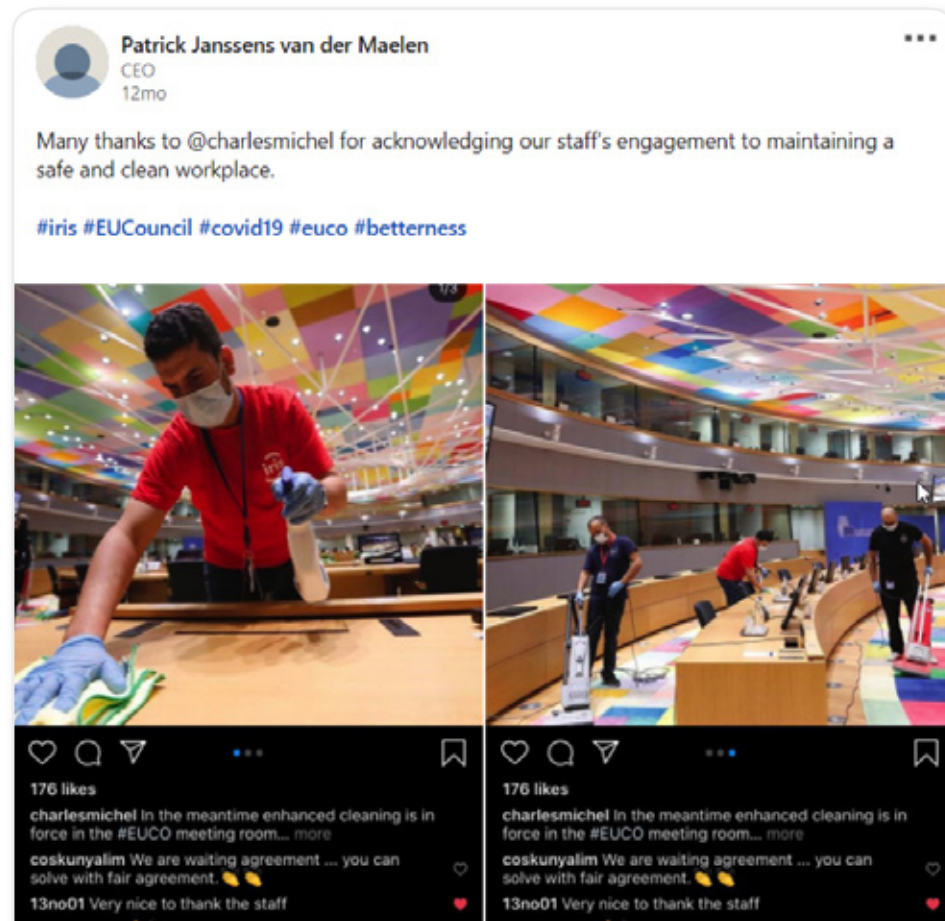 Patrick Janssens van der Maelen
CEO
12mo
Many thanks to @charlesmichel for acknowledging our staff's engagement to maintaining a
safe and clean workplace.
#iris #EUCouncil #covid19 #euco #betterness
1/3
iris
176 likes
charlesmichel In the meantime enhanced cleaning is in
force in the #EUCO meeting room... more
coskunyalim We are waiting agreement ... you can
solve with fair agreement.👏👏
13no01 Very nice to thank the staff
176 likes
charlesmichel In the meantime enhanced cleaning is in
force in the #EUCO meeting room... more
coskunyalim We are waiting agreement ... you can
solve with fair agreement.👏👏
13no01 Very nice to thank the staff